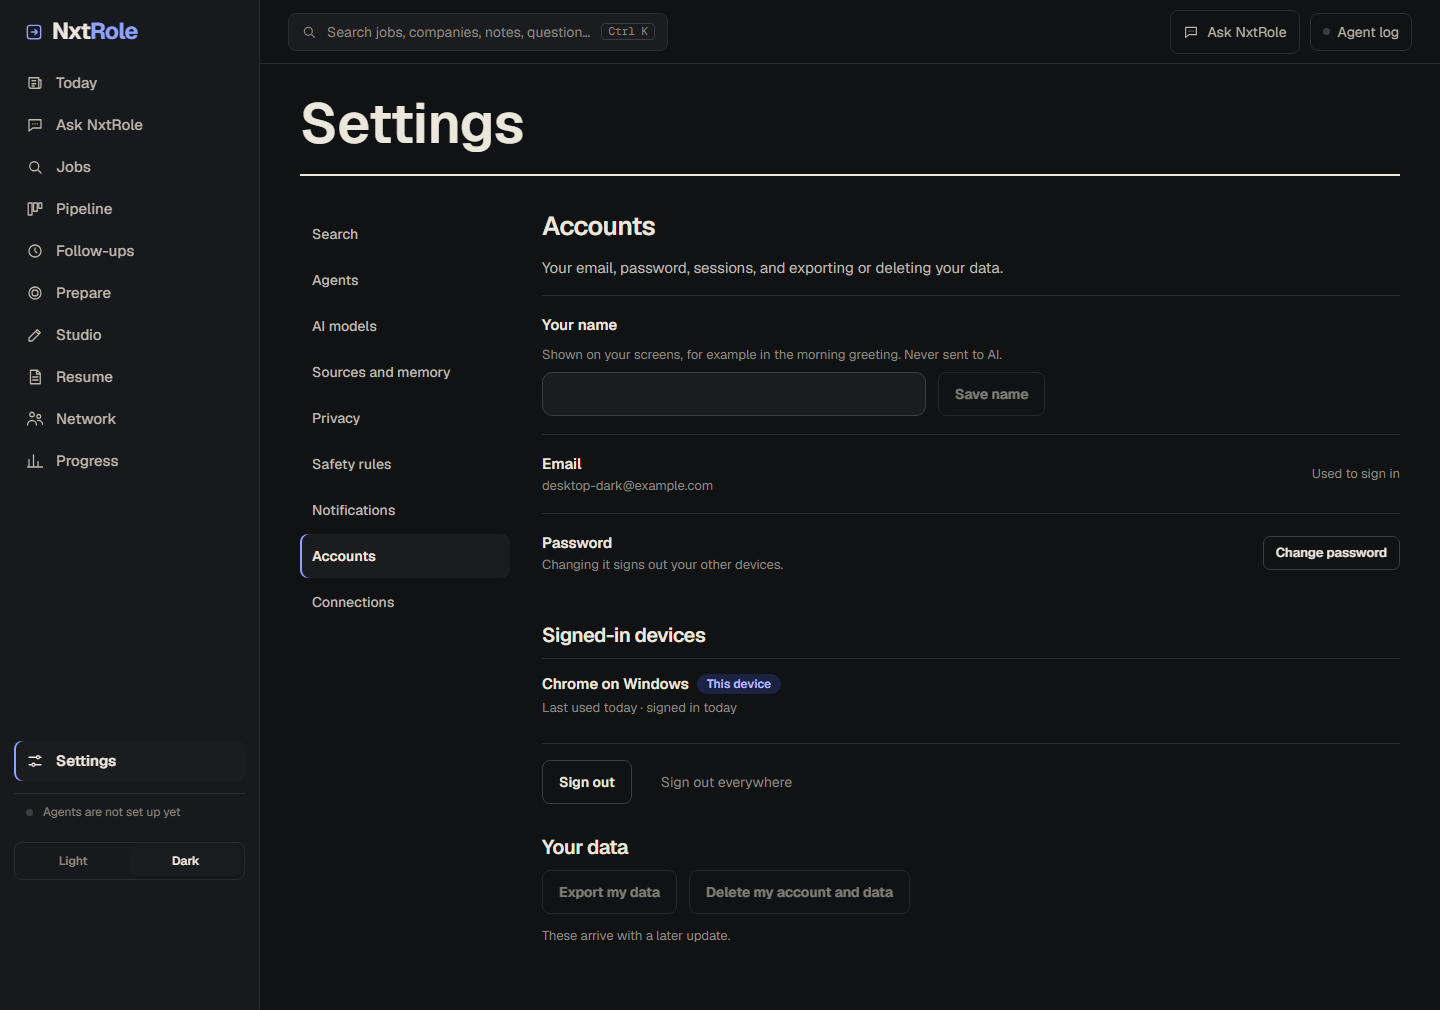 NxtRole
Search jobs, companies, notes, question...
Ctrl K
Ask NxtRole
Agent log
Today
Ask NxtRole
Jobs
Pipeline
Follow-ups
Prepare
Studio
Resume
Network
Progress
Settings
Agents are not set up yet
Light
Dark
Settings
Search
Agents
AI models
Sources and memory
Privacy
Safety rules
Notifications
Accounts
Connections
Accounts
Your email, password, sessions, and exporting or deleting your data.
Your name
Shown on your screens, for example in the morning greeting. Never sent to AI.
Save name
Email
desktop-dark@example.com
Used to sign in
Password
Changing it signs out your other devices.
Change password
Signed-in devices
Chrome on Windows This device
Last used today · signed in today
Sign out
Sign out everywhere
Your data
Export my data
Delete my account and data
These arrive with a later update.